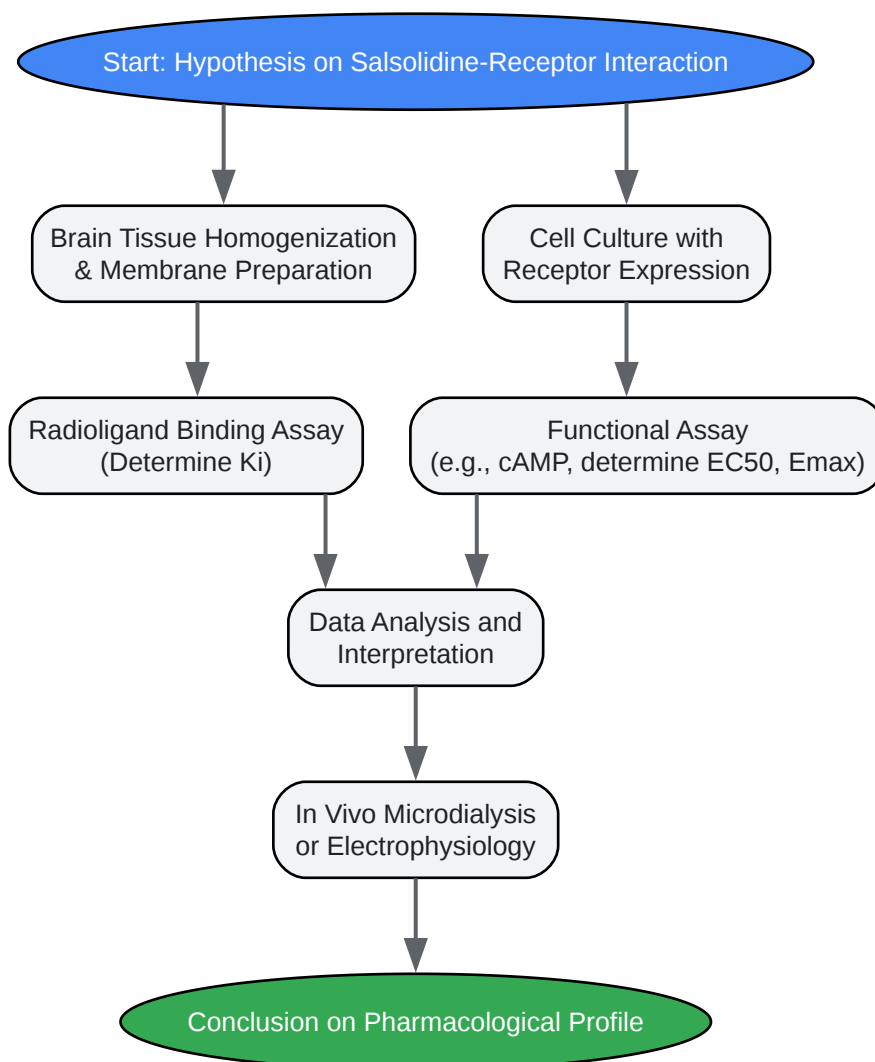 Start: Hypothesis on Salsolidine-Receptor Interaction
Brain Tissue Homogenization
& Membrane Preparation
Cell Culture with
Receptor Expression
Radioligand Binding Assay
(Determine Ki)
Functional Assay
(e.g., cAMP, determine EC50, Emax)
Data Analysis and
Interpretation
In Vivo Microdialysis
or Electrophysiology
Conclusion on Pharmacological Profile